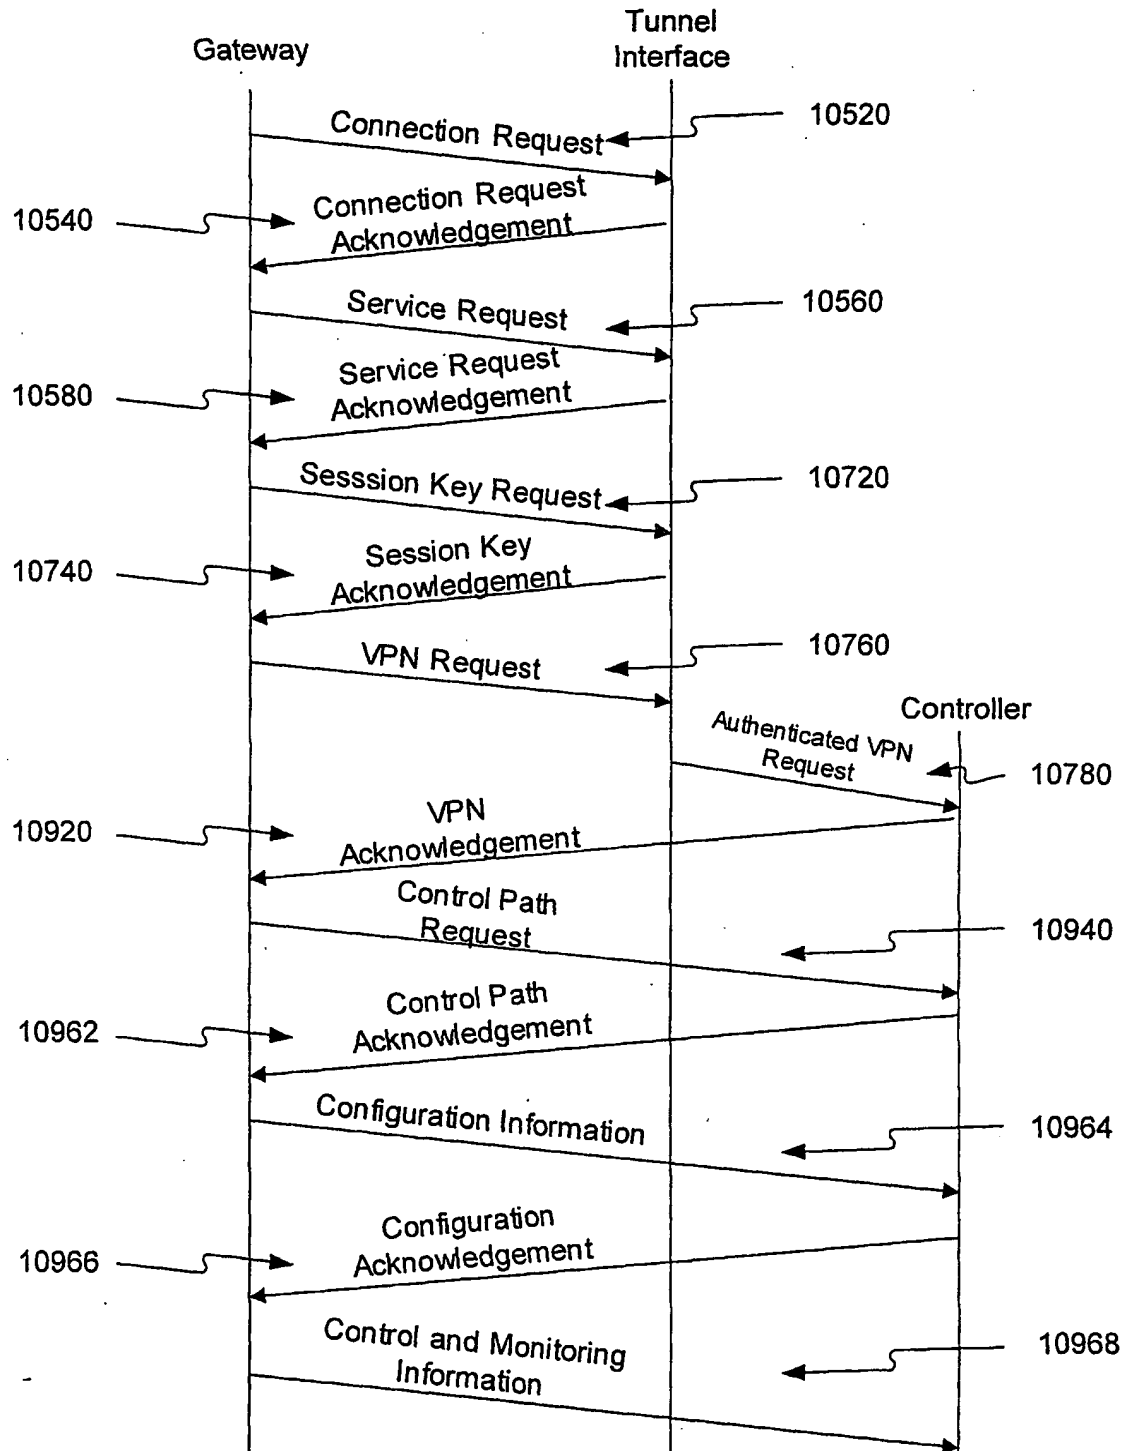 Gateway
Tunnel
Interface
Connection Request
10520
Connection Request
Acknowledgement
10540
Service Request
10560
Service Request
Acknowledgement
10580
Sesssion Key Request
10720
Session Key
Acknowledgement
10740
VPN Request
10760
Controller
Authenticated VPN
Request
10780
VPN
Acknowledgement
10920
Control Path
Request
10940
Control Path
Acknowledgement
10962
Configuration Information
10964
Configuration
Acknowledgement
10966
Control and Monitoring
Information
10968